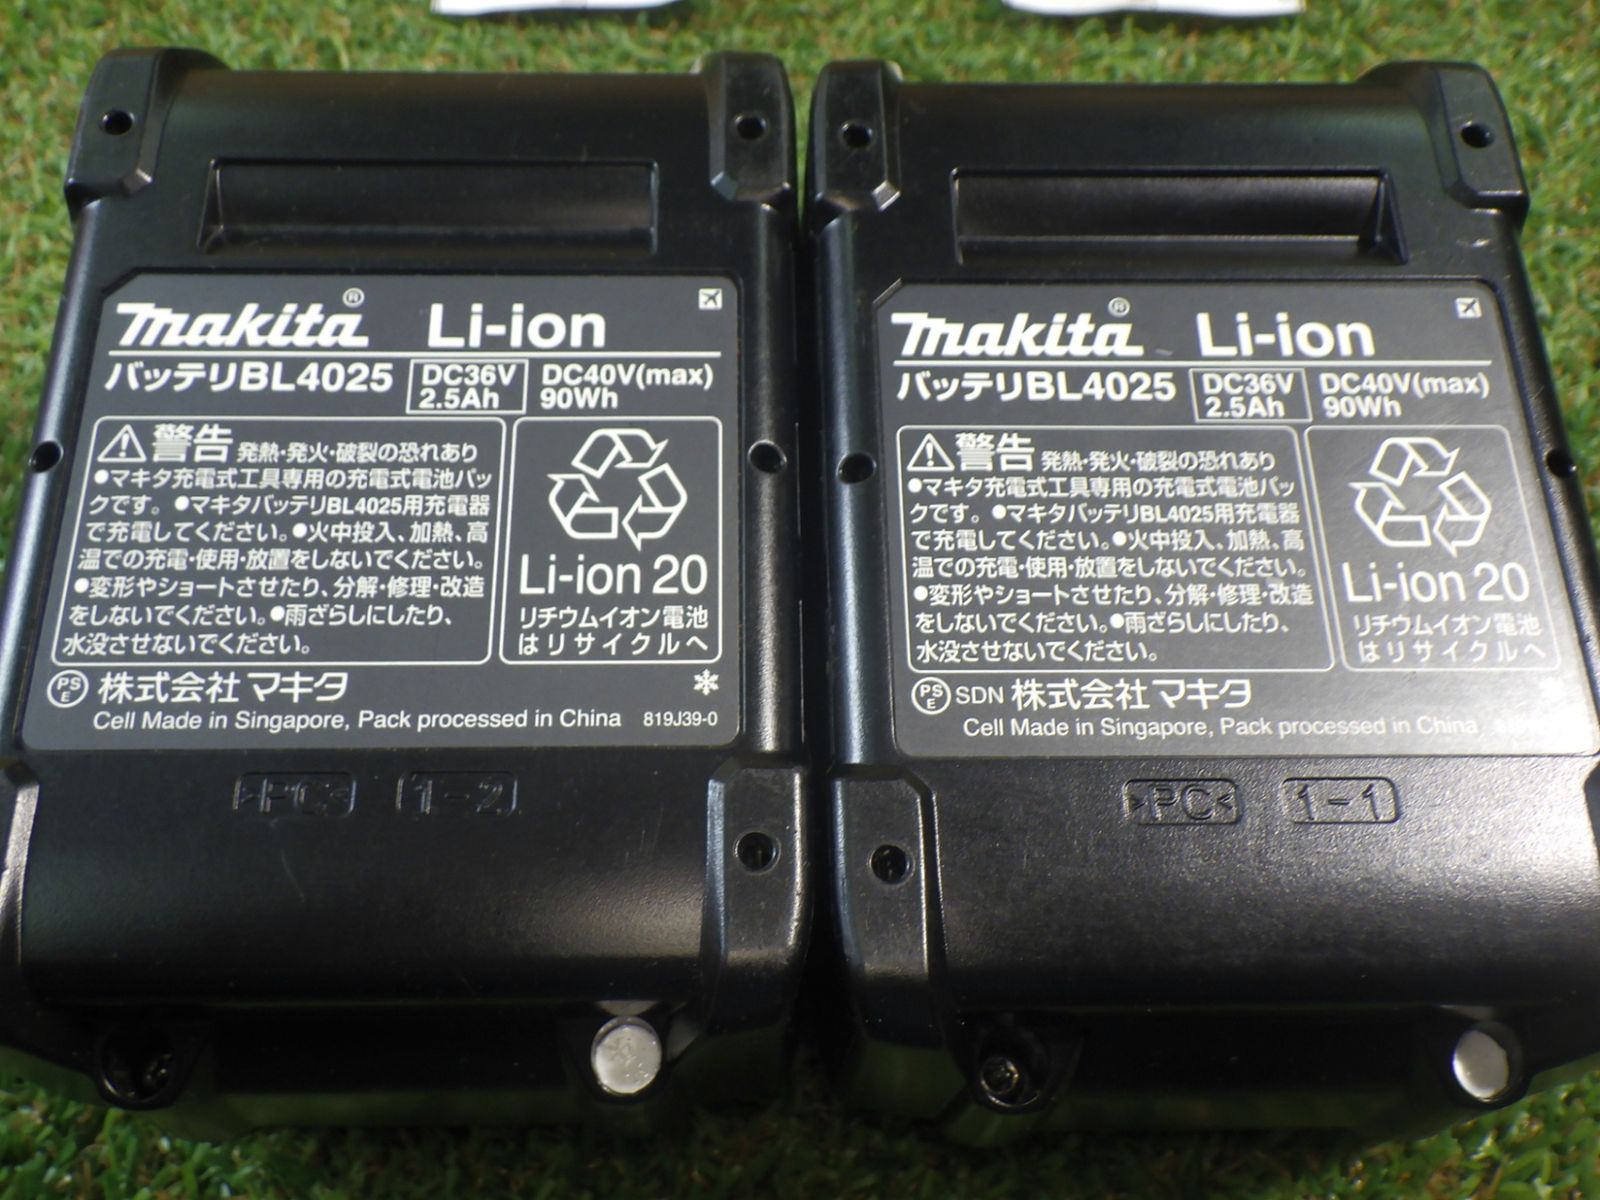 makita® Li-ion
バッテリBL4025 DC36V 2.5Ah DC40V(max) 90Wh
警告 発熱・発火・破裂の恐れあり
●マキタ充電式工具専用の充電式電池パッ
クです。●マキタバッテリBL4025用充電器
で充電してください。●火中投入、加熱、高
温での充電・使用・放置をしないでください。
●変形やショートさせたり、分解・修理・改造
をしないでください。●雨ざらしにしたり、
水没させないでください。
Li-ion 20
リチウムイオン電池
はリサイクルへ
PSE 株式会社マキタ
Cell Made in Singapore, Pack processed in China 819J39-0
>PC< 1-2
makita® Li-ion
バッテリBL4025 DC36V 2.5Ah DC40V(max) 90Wh
警告 発熱・発火・破裂の恐れあり
●マキタ充電式工具専用の充電式電池パッ
クです。●マキタバッテリBL4025用充電器
で充電してください。●火中投入、加熱、高
温での充電・使用・放置をしないでください。
●変形やショートさせたり、分解・修理・改造
をしないでください。●雨ざらしにしたり、
水没させないでください。
Li-ion 20
リチウムイオン電池
はリサイクルへ
PSE SDN 株式会社マキタ
Cell Made in Singapore, Pack processed in China
>PC< 1-1